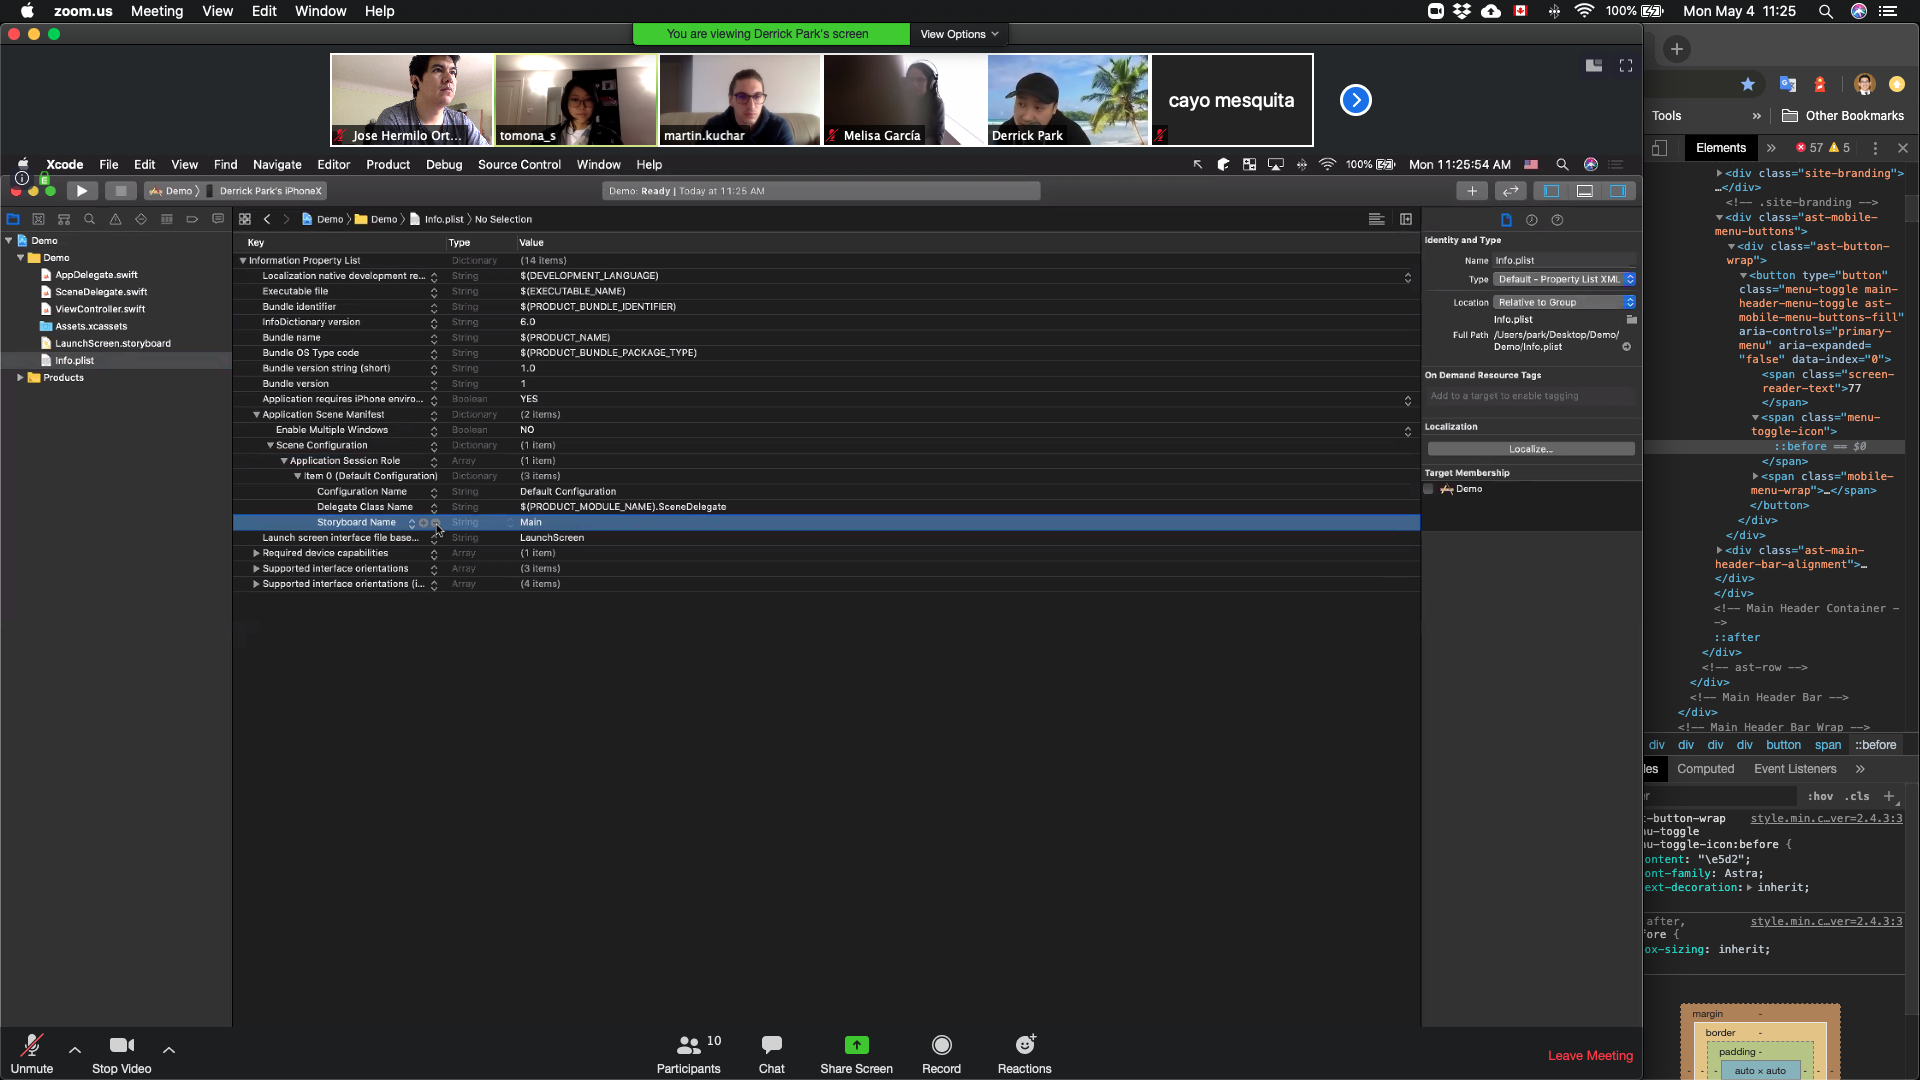 zoom.us Meeting View Edit Window Help 100% Mon May 4 11:25
You are viewing Derrick Park's screen View Options
Jose Hermilo Ort...
tomona_s
martin.kuchar
Melisa García
Derrick Park
cayo mesquita
Xcode File Edit View Find Navigate Editor Product Debug Source Control Window Help 100% Mon 11:25:54 AM
Demo Derrick Park's iPhoneX
Demo: Ready | Today at 11:25 AM
Demo
Demo
AppDelegate.swift
SceneDelegate.swift
ViewController.swift
Assets.xcassets
LaunchScreen.storyboard
Info.plist
Products
Demo Demo Info.plist No Selection
Key Type Value
Information Property List Dictionary (14 items)
Localization native development re... String $(DEVELOPMENT_LANGUAGE)
Executable file String $(EXECUTABLE_NAME)
Bundle identifier String $(PRODUCT_BUNDLE_IDENTIFIER)
InfoDictionary version String 6.0
Bundle name String $(PRODUCT_NAME)
Bundle OS Type code String $(PRODUCT_BUNDLE_PACKAGE_TYPE)
Bundle version string (short) String 1.0
Bundle version String 1
Application requires iPhone enviro... Boolean YES
Application Scene Manifest Dictionary (2 items)
Enable Multiple Windows Boolean NO
Scene Configuration Dictionary (1 item)
Application Session Role Array (1 item)
Item 0 (Default Configuration) Dictionary (3 items)
Configuration Name String Default Configuration
Delegate Class Name String $(PRODUCT_MODULE_NAME).SceneDelegate
Storyboard Name String Main
Launch screen interface file base... String LaunchScreen
Required device capabilities Array (1 item)
Supported interface orientations Array (3 items)
Supported interface orientations (i... Array (4 items)
Identity and Type
Name Info.plist
Type Default - Property List XML
Location Relative to Group
Info.plist
Full Path /Users/park/Desktop/Demo/
Demo/Info.plist
On Demand Resource Tags
Add to a target to enable tagging
Localization
Localize...
Target Membership
Demo
Tools » Other Bookmarks
Elements » 57 5
<div class="site-branding">
…</div>
<!-- .site-branding -->
<div class="ast-mobile-
menu-buttons">
<div class="ast-button-
wrap">
<button type="button"
class="menu-toggle main-
header-menu-toggle ast-
mobile-menu-buttons-fill"
aria-controls="primary-
menu" aria-expanded=
"false" data-index="0">
<span class="screen-
reader-text">77
</span>
<span class="menu-
toggle-icon">
::before == $0
</span>
<span class="mobile-
menu-wrap">…</span>
</button>
</div>
</div>
<div class="ast-main-
header-bar-alignment">…
</div>
</div>
<!-- Main Header Container -
->
::after
</div>
<!-- ast-row -->
</div>
<!-- Main Header Bar -->
</div>
<!-- Main Header Bar Wrap -->
div div div div button span ::before
les Computed Event Listeners »
er :hov .cls +
t-button-wrap style.min.c…ver=2.4.3:3
nu-toggle
nu-toggle-icon:before {
ontent: "\e5d2";
ont-family: Astra;
ext-decoration: inherit;
after, style.min.c…ver=2.4.3:3
fore {
ox-sizing: inherit;
margin -
border -
padding -
auto × auto
Unmute
Stop Video
Participants 10
Chat
Share Screen
Record
Reactions
Leave Meeting